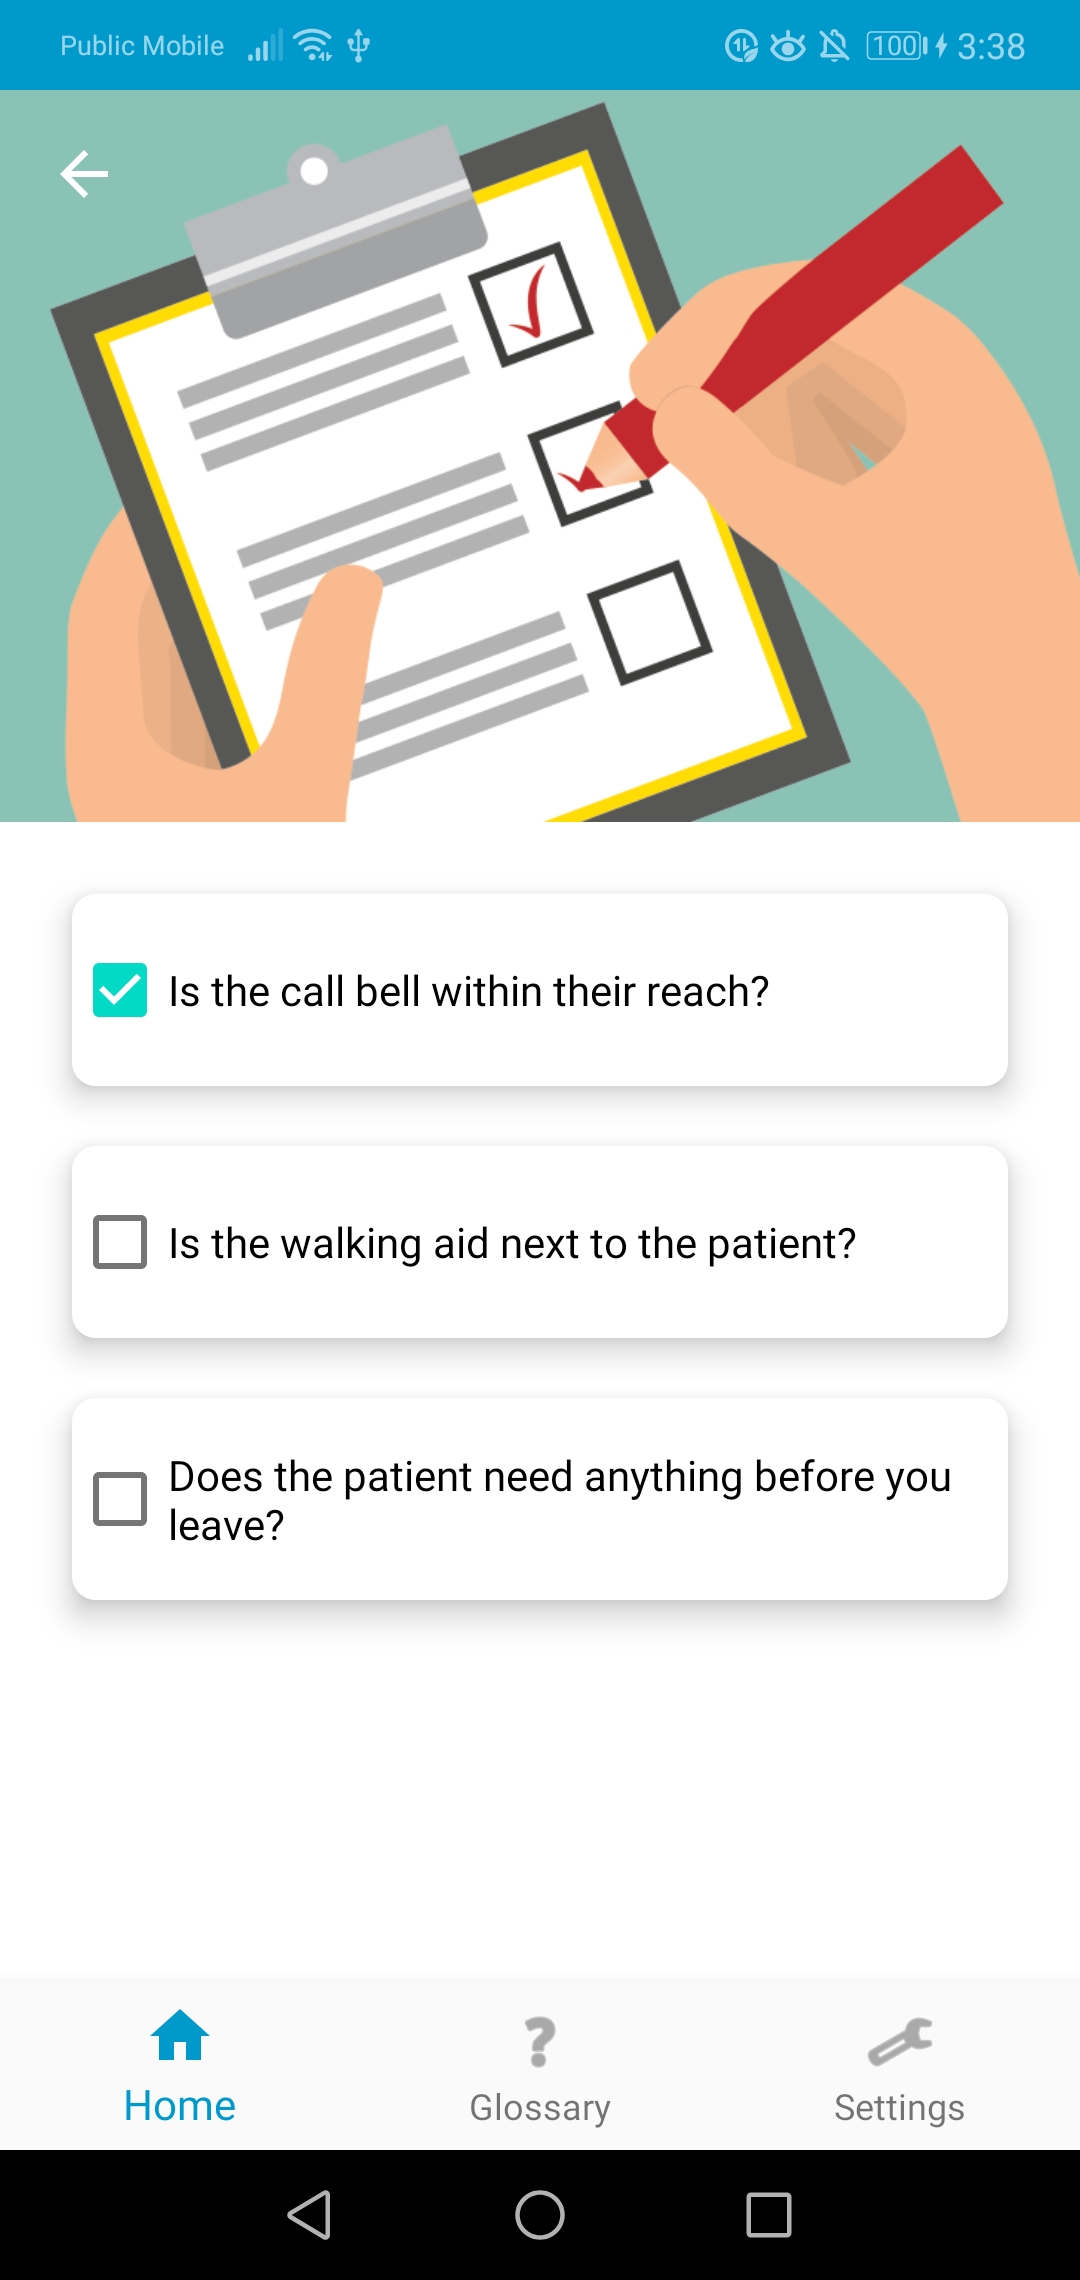 Public Mobile 100 3:38
Is the call bell within their reach?
Is the walking aid next to the patient?
Does the patient need anything before you
leave?
Home Glossary Settings